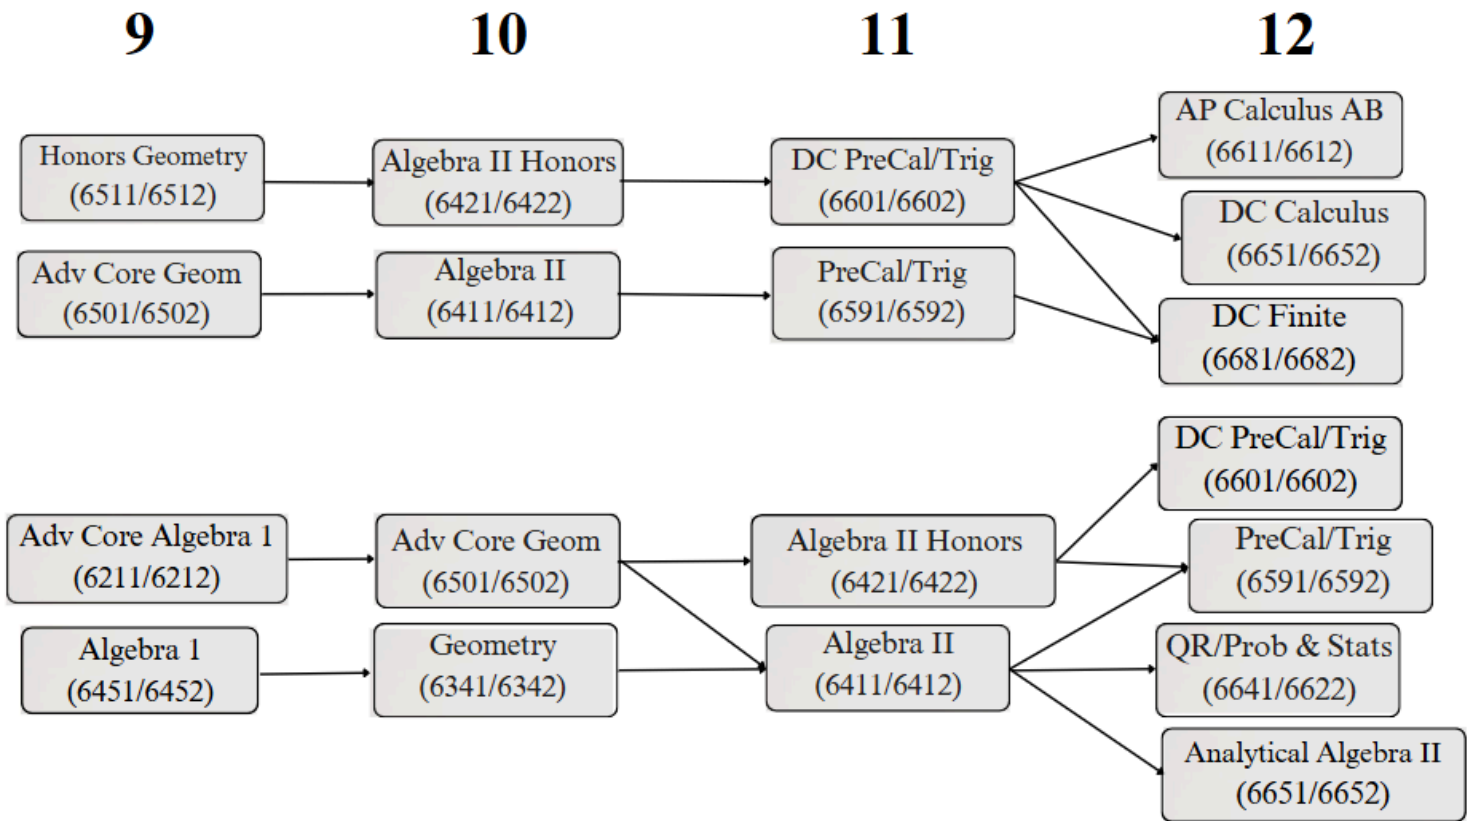 9
10
11
12
Honors Geometry
(6511/6512)
Algebra II Honors
(6421/6422)
DC PreCal/Trig
(6601/6602)
AP Calculus AB
(6611/6612)
DC Calculus
(6651/6652)
Adv Core Geom
(6501/6502)
Algebra II
(6411/6412)
PreCal/Trig
(6591/6592)
DC Finite
(6681/6682)
DC PreCal/Trig
(6601/6602)
Adv Core Algebra 1
(6211/6212)
Adv Core Geom
(6501/6502)
Algebra II Honors
(6421/6422)
PreCal/Trig
(6591/6592)
Algebra 1
(6451/6452)
Geometry
(6341/6342)
Algebra II
(6411/6412)
QR/Prob & Stats
(6641/6622)
Analytical Algebra II
(6651/6652)